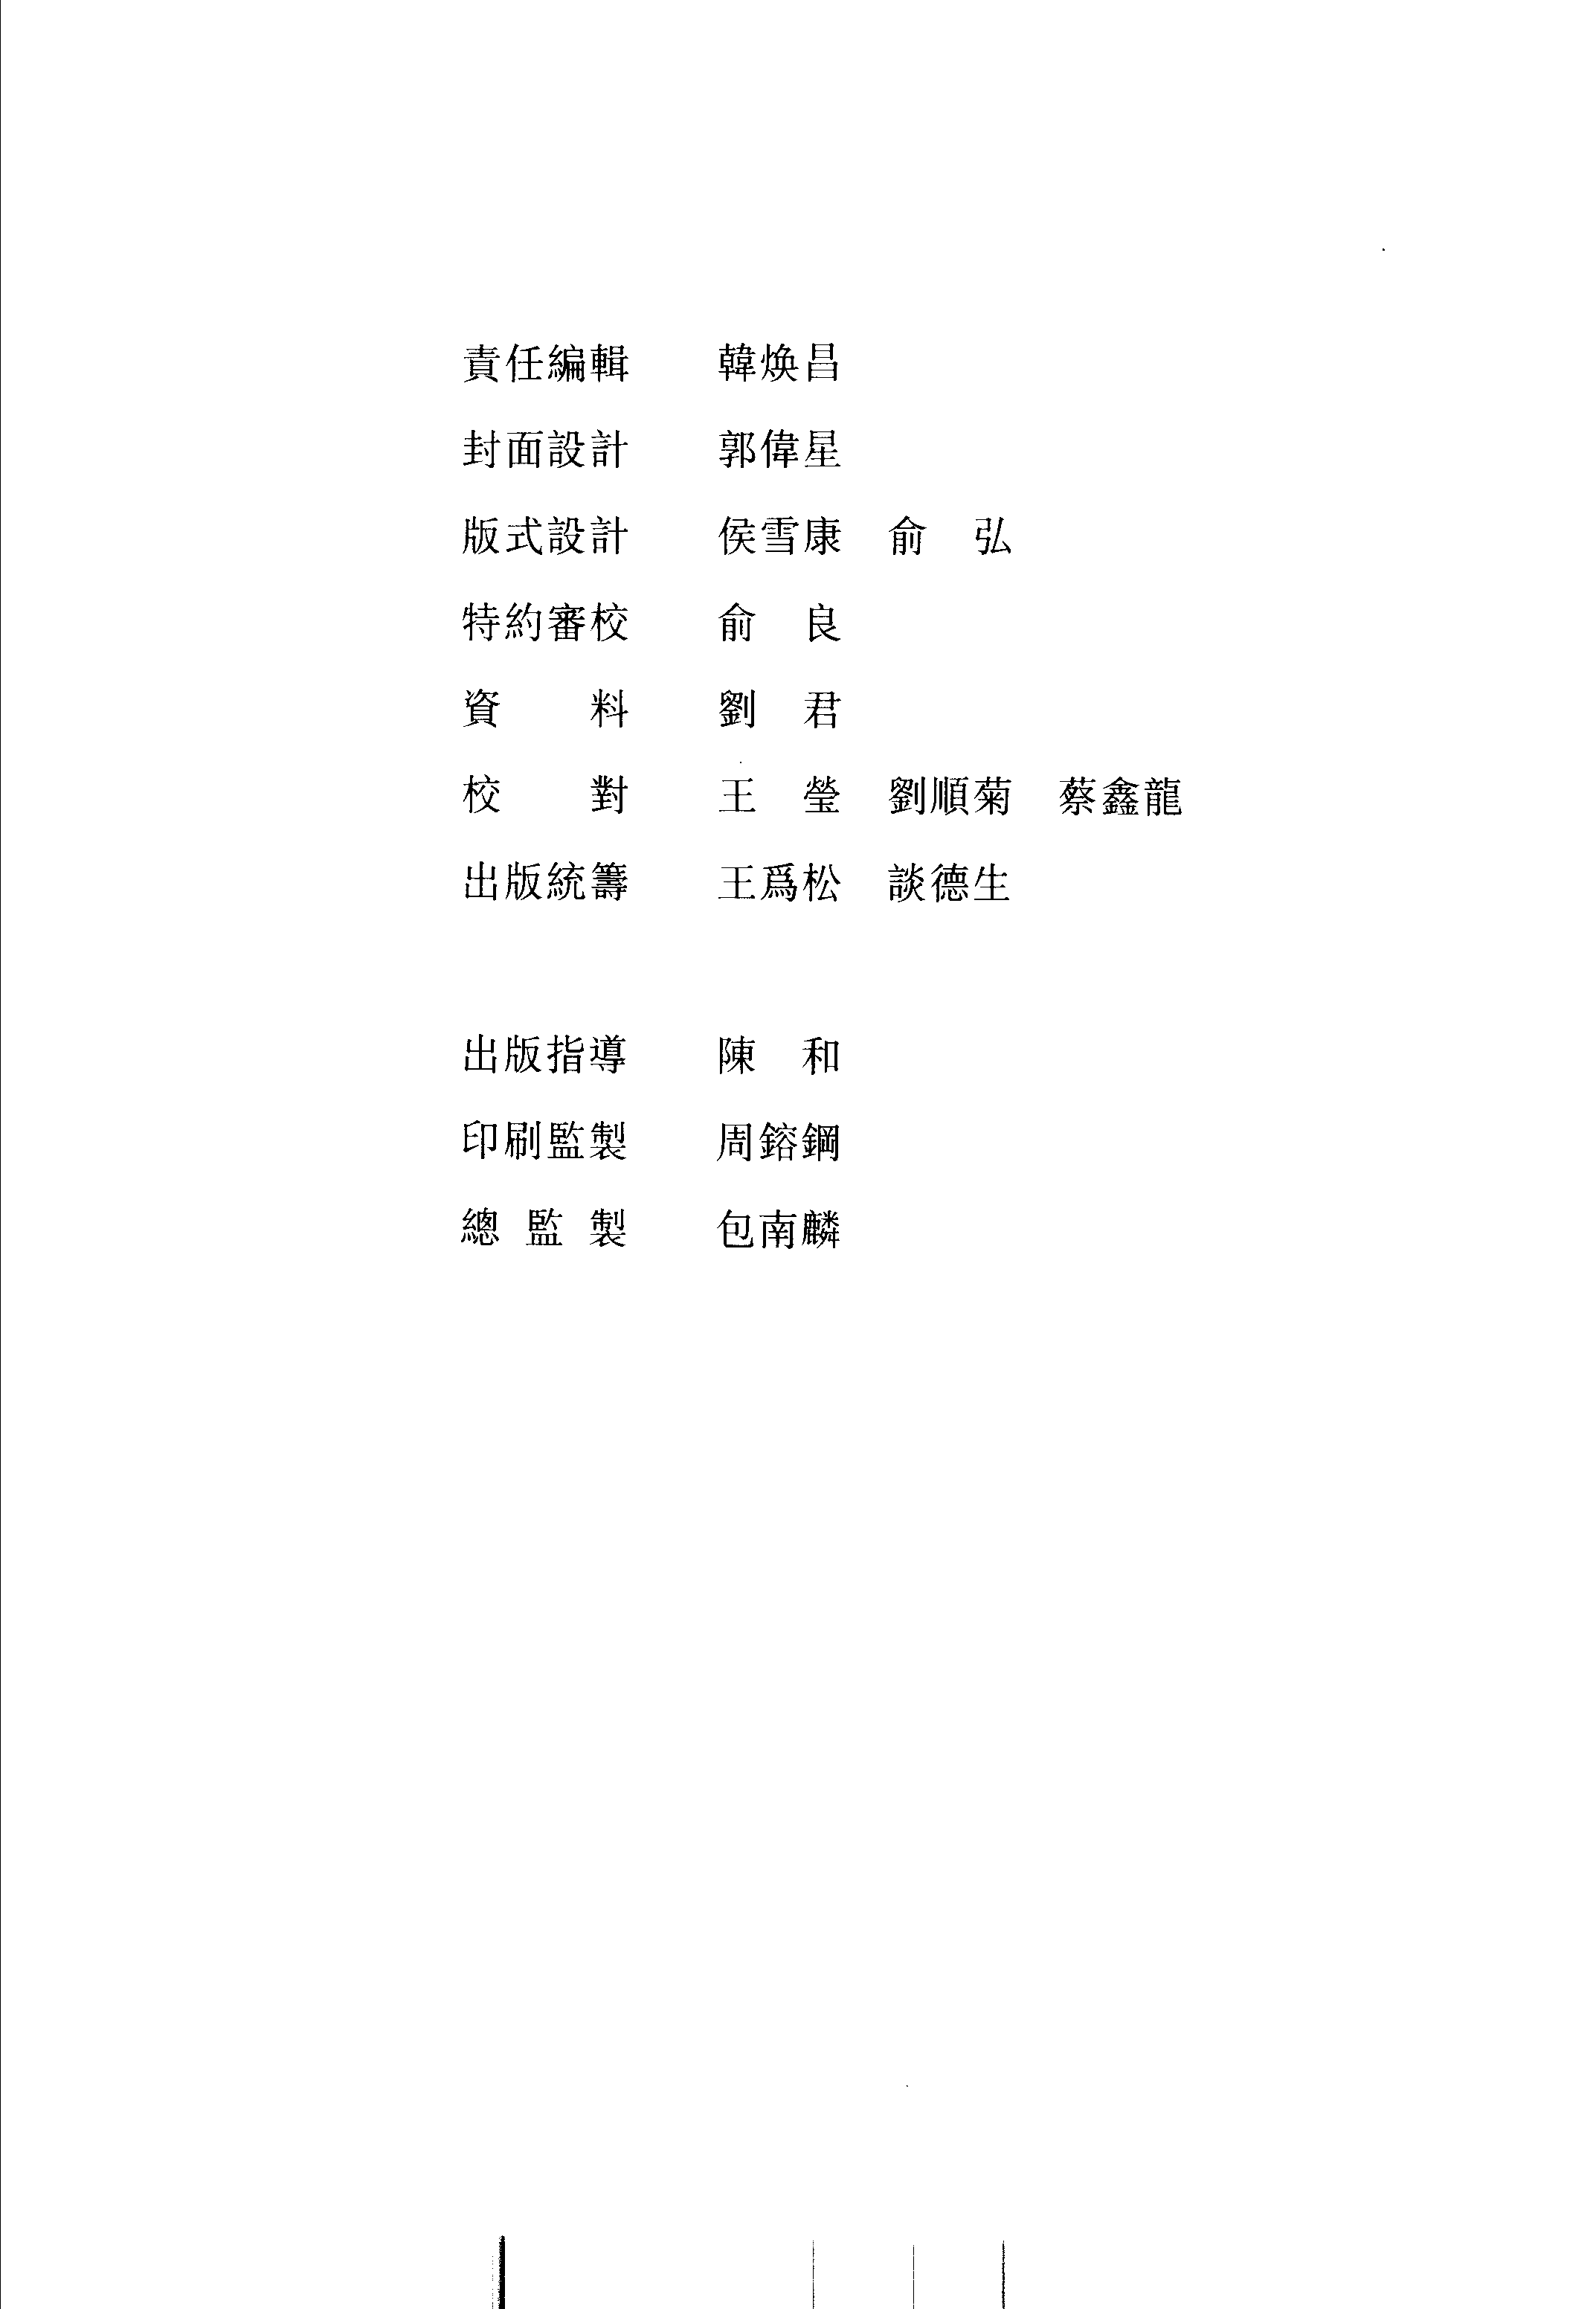 責任編輯　　韓焕昌
封面設計　　郭偉星
版式設計　　侯雪康　俞　弘
特約審校　　俞　良
資　　料　　劉　君
校　　對　　王　瑩　劉順菊　蔡鑫龍
出版統籌　　王爲松　談德生
出版指導　　陳　和
印刷監製　　周鎔鋼
總 監 製　　包南麟